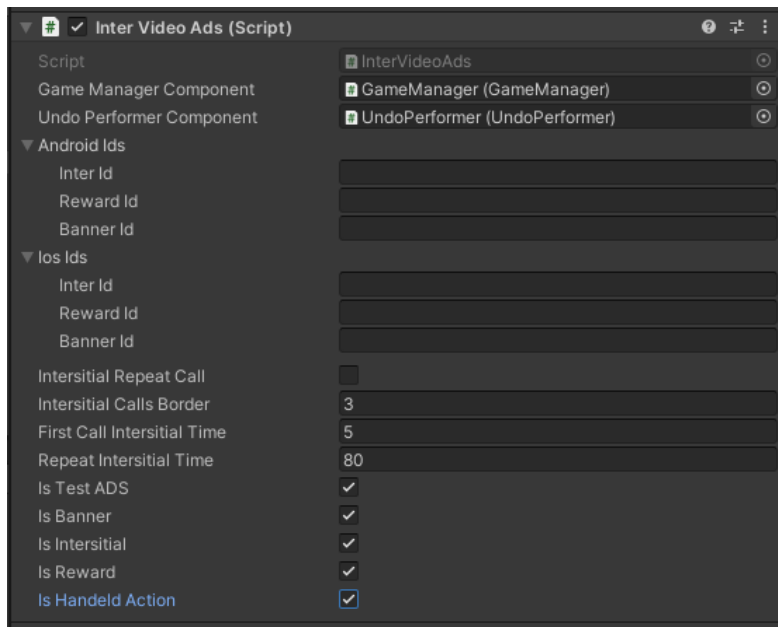 # Inter Video Ads (Script)
Script # InterVideoAds
Game Manager Component # GameManager (GameManager)
Undo Performer Component # UndoPerformer (UndoPerformer)
Android Ids
Inter Id
Reward Id
Banner Id
Ios Ids
Inter Id
Reward Id
Banner Id
Intersitial Repeat Call
Intersitial Calls Border 3
First Call Intersitial Time 5
Repeat Intersitial Time 80
Is Test ADS
Is Banner
Is Intersitial
Is Reward
Is Handeld Action